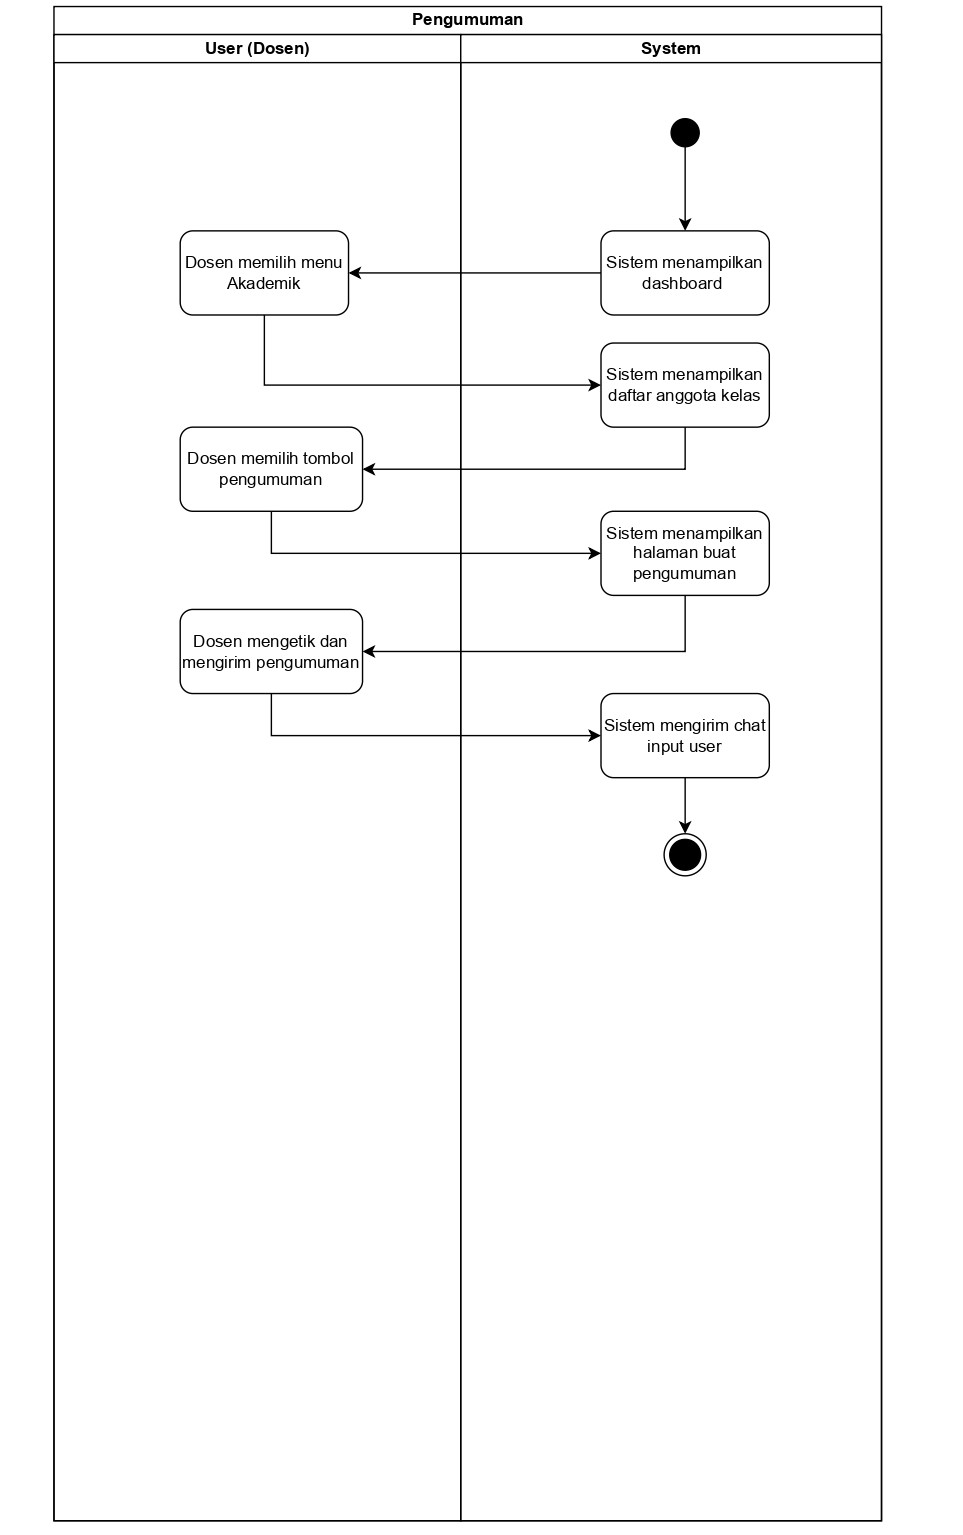 Pengumuman
User (Dosen)
System
Sistem menampilkan
dashboard
Dosen memilih menu
Akademik
Sistem menampilkan
daftar anggota kelas
Dosen memilih tombol
pengumuman
Sistem menampilkan
halaman buat
pengumuman
Dosen mengetik dan
mengirim pengumuman
Sistem mengirim chat
input user